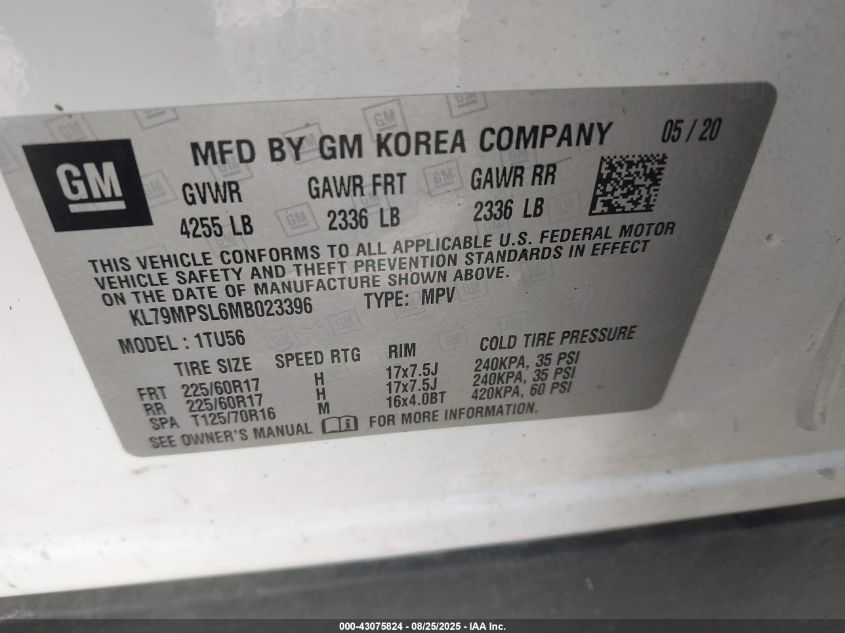 GM
MFD BY GM KOREA COMPANY 05 / 20
GVWR GAWR FRT GAWR RR
4255 LB 2336 LB 2336 LB
THIS VEHICLE CONFORMS TO ALL APPLICABLE U.S. FEDERAL MOTOR
VEHICLE SAFETY AND THEFT PREVENTION STANDARDS IN EFFECT
ON THE DATE OF MANUFACTURE SHOWN ABOVE.
KL79MPSL6MB023396 TYPE: MPV
MODEL : 1TU56
TIRE SIZE SPEED RTG RIM COLD TIRE PRESSURE
FRT 225/60R17 H 17x7.5J 240KPA, 35 PSI
RR 225/60R17 H 17x7.5J 240KPA, 35 PSI
SPA T125/70R16 M 16x4.0BT 420KPA, 60 PSI
SEE OWNER'S MANUAL FOR MORE INFORMATION.
000-43075824 | 08/25/2025 - IAA Inc.